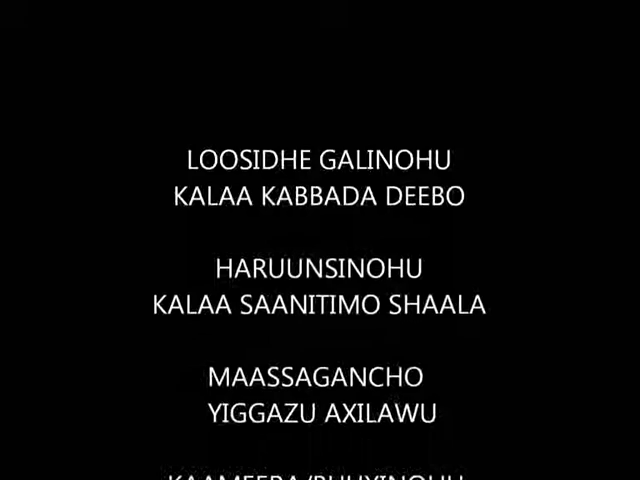 LOOSIDHE GALINOHU
KALAA KABBADA DEEBO
HARUUNSINOHU
KALAA SAANITIMO SHAALA
MAASSAGANCHO
YIGGAZU AXILAWU